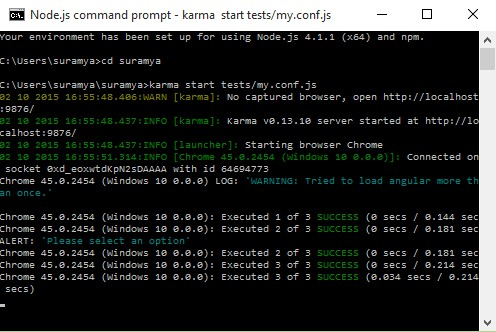 Node.js command prompt - karma start tests/my.conf.js
Your environment has been set up for using Node.js 4.1.1 (x64) and npm.
C:\Users\suramya>cd suramya
C:\Users\suramya>karma start tests/my.conf.js
02 10 2015 16:55:48.406:WARN [karma]: No captured browser, open http://localhost
:9876/
02 10 2015 16:55:48.437:INFO [karma]: Karma v0.13.10 server started at http://lo
calhost:9876/
02 10 2015 16:55:48.437:INFO [launcher]: Starting browser Chrome
02 10 2015 16:55:51.314:INFO [Chrome 45.0.2454 (Windows 10 0.0.0)]: Connected on
socket 0xd_eoxwtdKpN2sDAAAA with id 64694773
Chrome 45.0.2454 (Windows 10 0.0.0) LOG: 'WARNING: Tried to load angular more th
an once.'
Chrome 45.0.2454 (Windows 10 0.0.0): Executed 1 of 3 SUCCESS (0 secs / 0.144 sec
Chrome 45.0.2454 (Windows 10 0.0.0): Executed 2 of 3 SUCCESS (0 secs / 0.181 sec
ALERT: 'Please select an option'
Chrome 45.0.2454 (Windows 10 0.0.0): Executed 2 of 3 SUCCESS (0 secs / 0.181 sec
Chrome 45.0.2454 (Windows 10 0.0.0): Executed 3 of 3 SUCCESS (0 secs / 0.214 sec
Chrome 45.0.2454 (Windows 10 0.0.0): Executed 3 of 3 SUCCESS (0.034 secs / 0.214
secs)